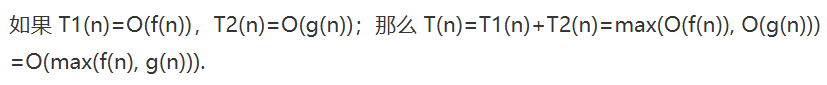 如果 T1(n)=O(f(n))，T2(n)=O(g(n))；那么 T(n)=T1(n)+T2(n)=max(O(f(n)), O(g(n)))
=O(max(f(n), g(n))).